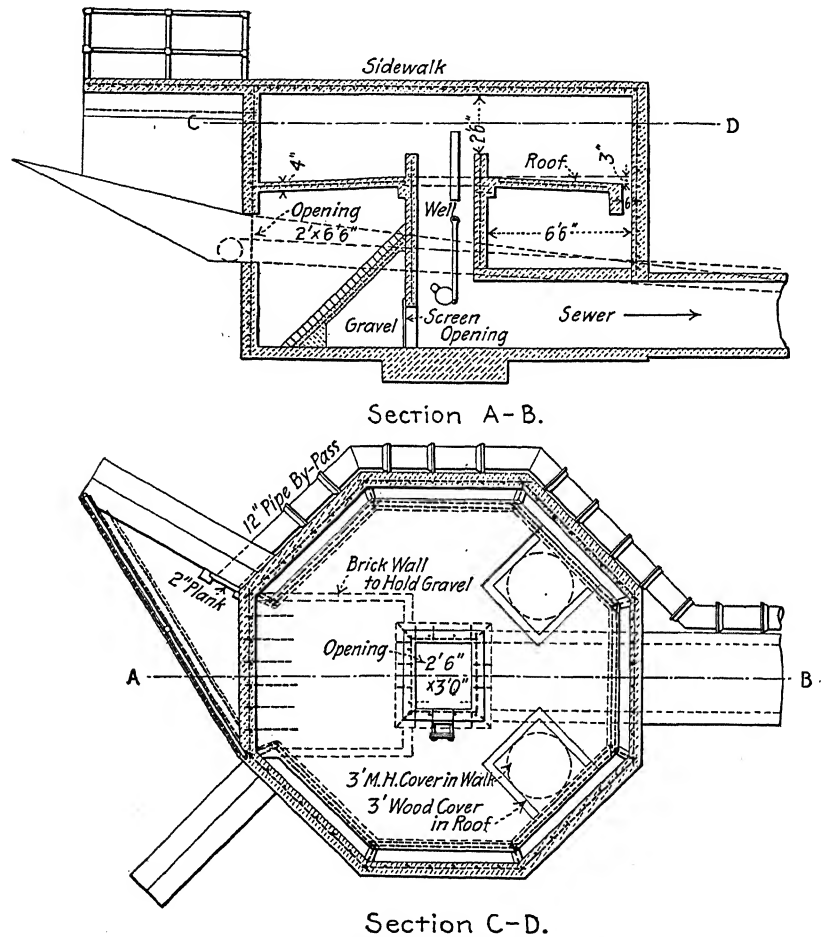 Sidewalk
C
D
2'6"
4"
Roof
3"
6"
Opening
2'x6'6"
Well
6'6"
Gravel
Screen
Opening
Sewer
Section A-B.
12" Pipe By-Pass
2" Plank
Brick Wall
to Hold Gravel
Opening
2'6"
x3'0"
A
B
3' M.H. Cover in Walk
3' Wood Cover
in Roof
Section C-D.